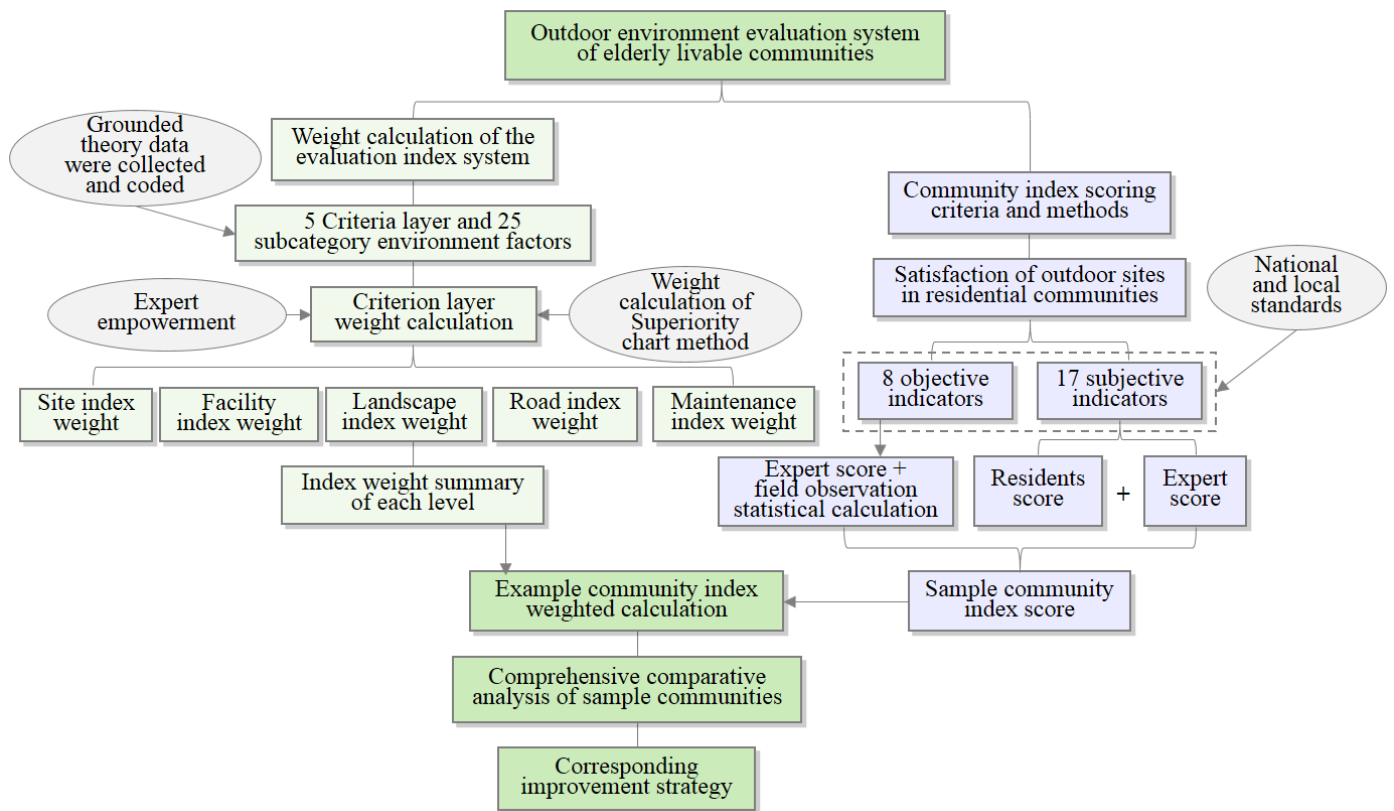 Outdoor environment evaluation system
of elderly livable communities
Grounded
theory data
were collected
and coded
Weight calculation of the
evaluation index system
Community index scoring
criteria and methods
5 Criteria layer and 25
subcategory environment factors
Satisfaction of outdoor sites
in residential communities
National
and local
standards
Expert
empowerment
Criterion layer
weight calculation
Weight
calculation of
Superiority
chart method
8 objective
indicators
17 subjective
indicators
Site index
weight
Facility
index weight
Landscape
index weight
Road index
weight
Maintenance
index weight
Index weight summary
of each level
Expert score +
field observation
statistical calculation
Residents
score
+
Expert
score
Example community index
weighted calculation
Sample community
index score
Comprehensive comparative
analysis of sample communities
Corresponding
improvement strategy